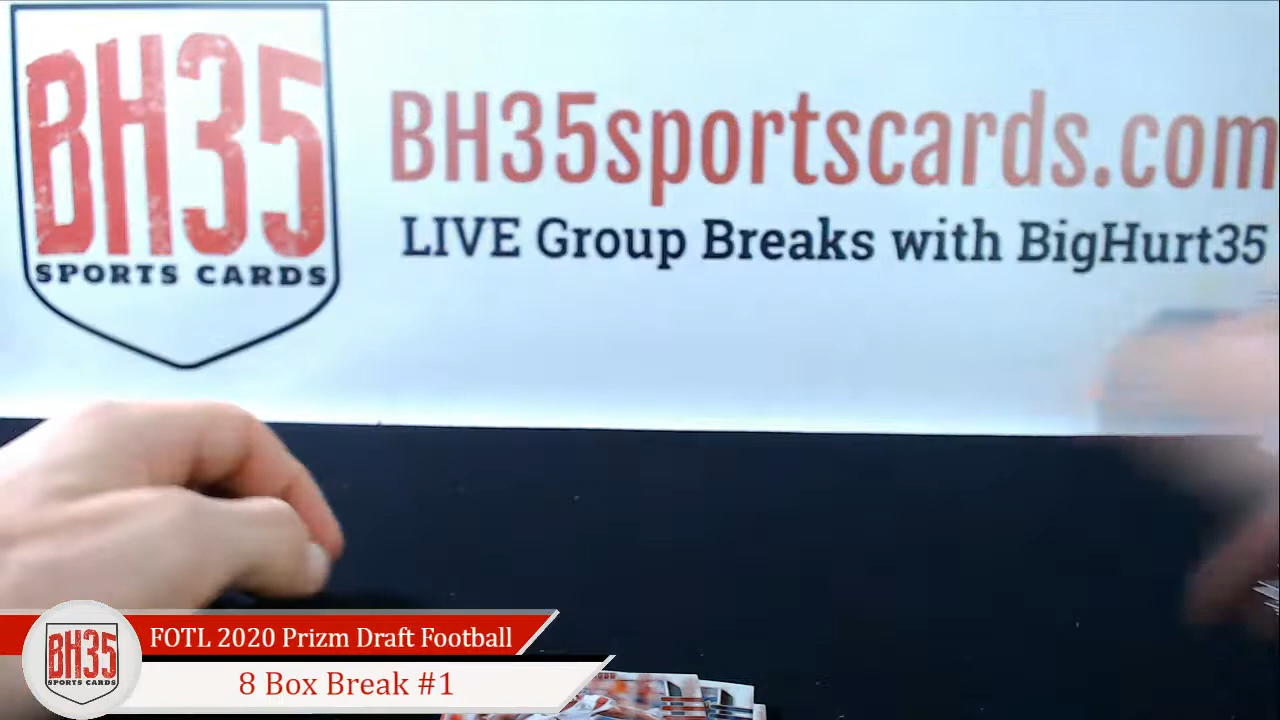 BH35
SPORTS CARDS
BH35sportscards.com
LIVE Group Breaks with BigHurt35
BH35
SPORTS CARDS
FOTL 2020 Prizm Draft Football
8 Box Break #1